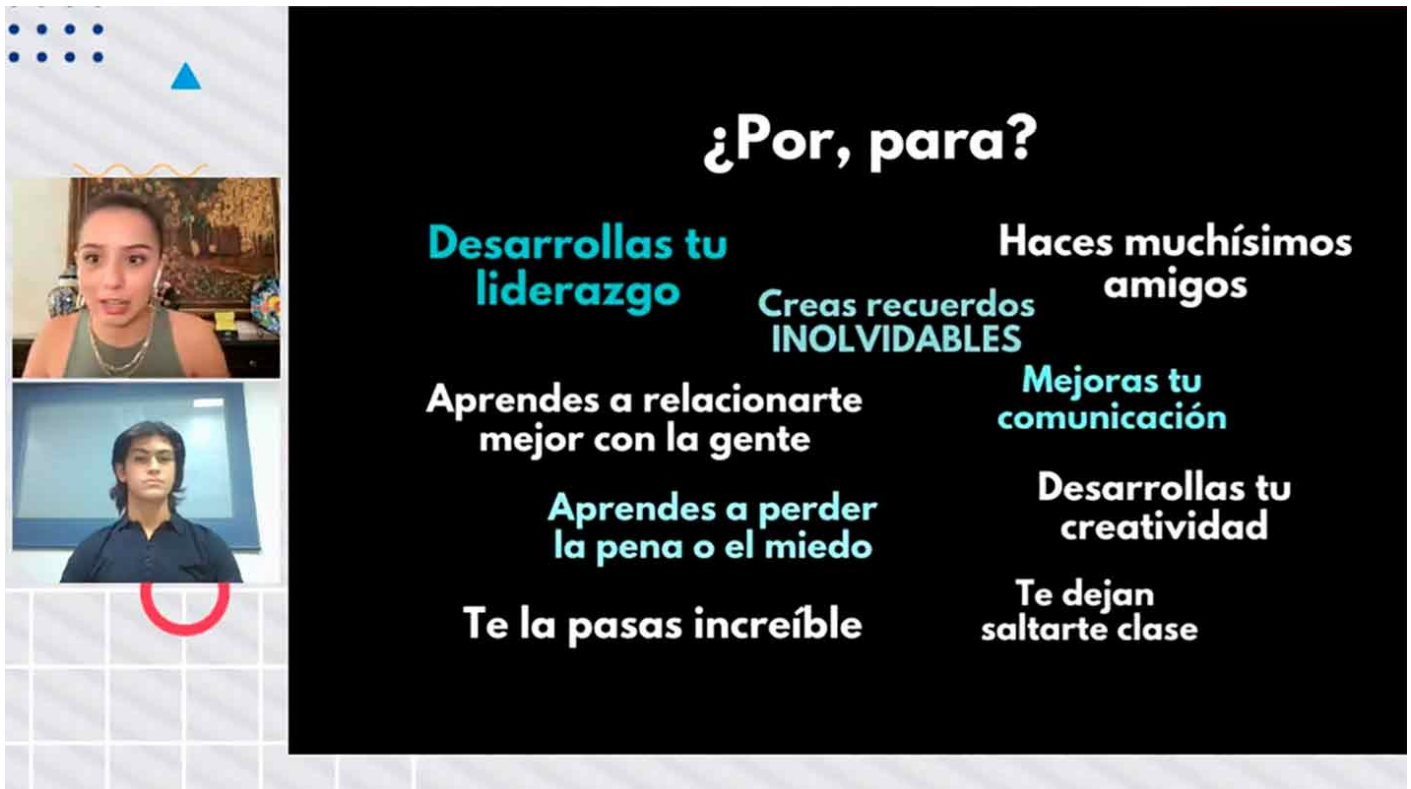 ¿Por, para?
Desarrollas tu
liderazgo
Haces muchísimos
amigos
Creas recuerdos
INOLVIDABLES
Mejoras tu
comunicación
Aprendes a relacionarte
mejor con la gente
Desarrollas tu
creatividad
Aprendes a perder
la pena o el miedo
Te dejan
saltarte clase
Te la pasas increíble